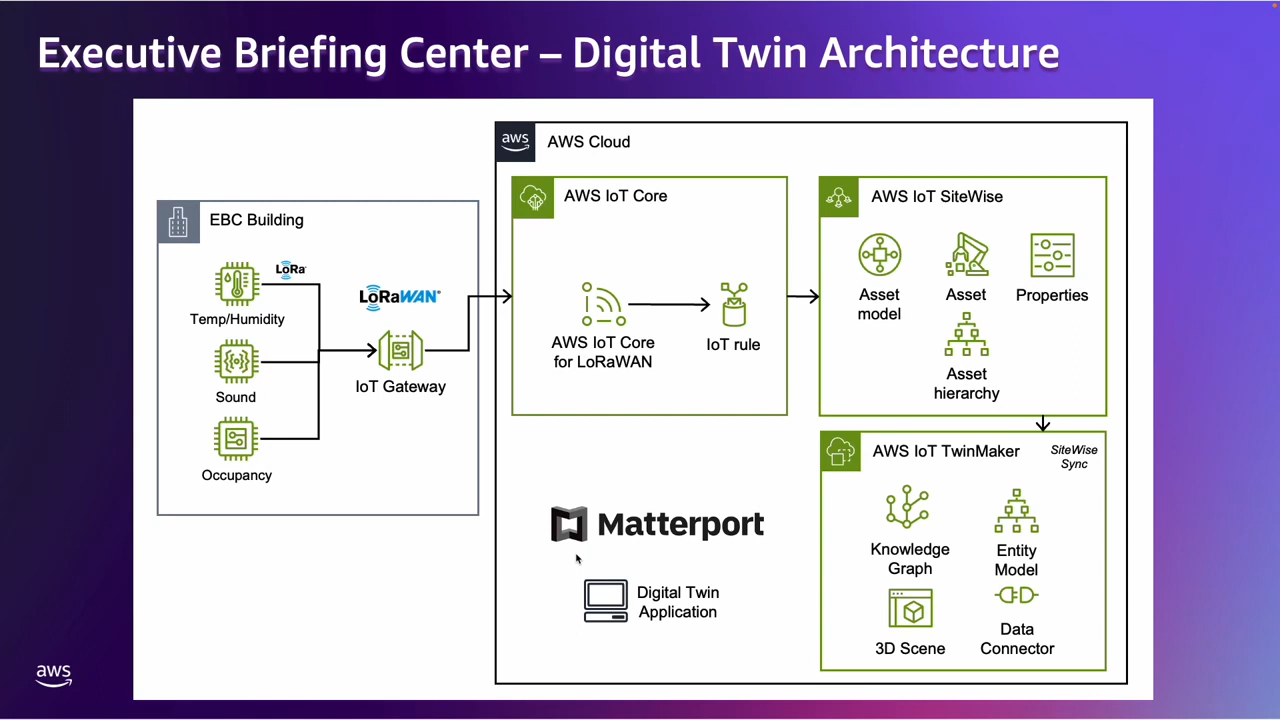 Executive Briefing Center – Digital Twin Architecture
aws
AWS Cloud
EBC Building
LoRa
Temp/Humidity
Sound
Occupancy
LoRaWAN®
IoT Gateway
AWS IoT Core
AWS IoT Core
for LoRaWAN
IoT rule
AWS IoT SiteWise
Asset
model
Asset
Properties
Asset
hierarchy
AWS IoT TwinMaker
SiteWise
Sync
Knowledge
Graph
Entity
Model
3D Scene
Data
Connector
Matterport
Digital Twin
Application
aws